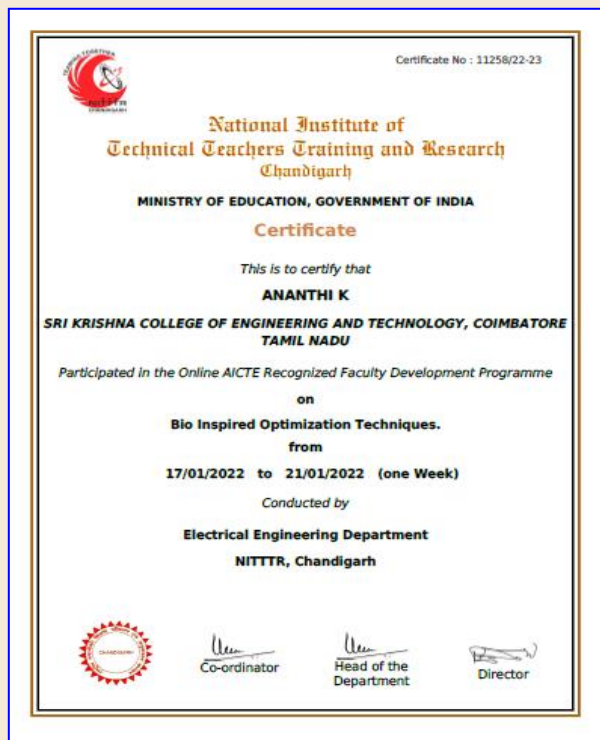 Certificate No : 11258/22-23
NITTTR
CHANDIGARH
National Institute of
Technical Teachers Training and Research
Chandigarh
MINISTRY OF EDUCATION, GOVERNMENT OF INDIA
Certificate
This is to certify that
ANANTHI K
SRI KRISHNA COLLEGE OF ENGINEERING AND TECHNOLOGY, COIMBATORE
TAMIL NADU
Participated in the Online AICTE Recognized Faculty Development Programme
on
Bio Inspired Optimization Techniques.
from
17/01/2022 to 21/01/2022 (one Week)
Conducted by
Electrical Engineering Department
NITTTR, Chandigarh
CHANDIGARH
Co-ordinator
Head of the
Department
Director